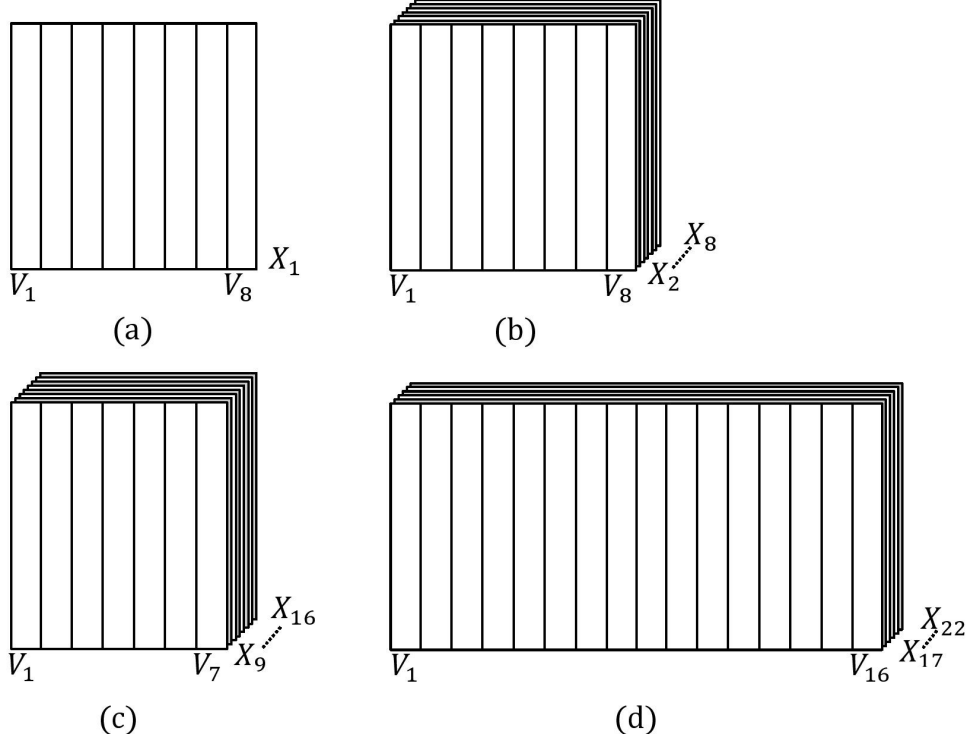 X₁
V₁ V₈
(a)
X₈
X₂
V₁ V₈
(b)
X₁₆
X₉
V₁ V₇
(c)
X₂₂
X₁₇
V₁ V₁₆
(d)